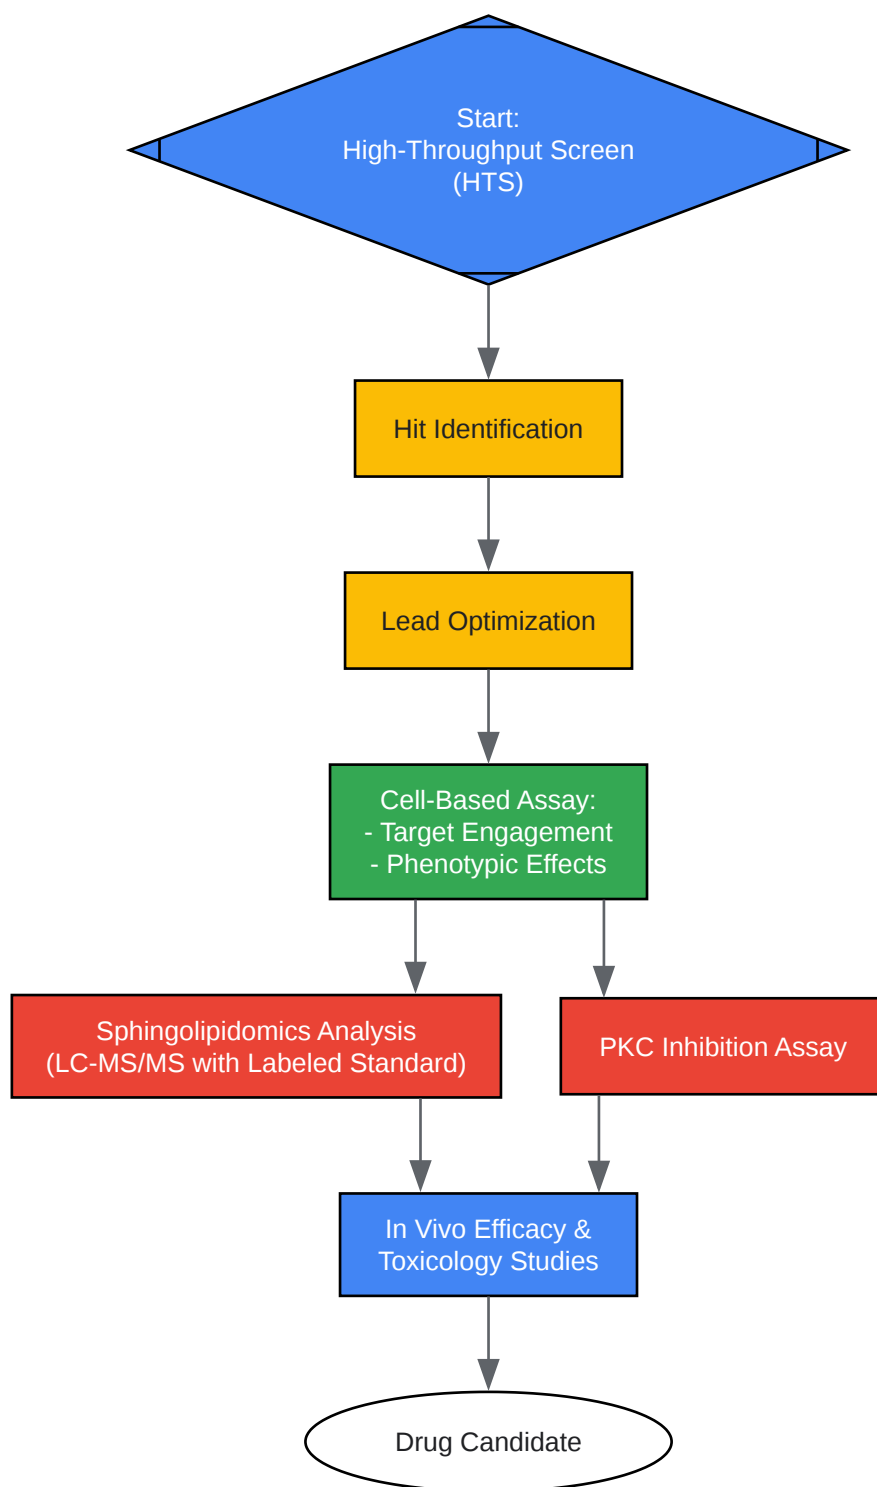 Start:
High-Throughput Screen
(HTS)
Hit Identification
Lead Optimization
Cell-Based Assay:
- Target Engagement
- Phenotypic Effects
Sphingolipidomics Analysis
(LC-MS/MS with Labeled Standard)
PKC Inhibition Assay
In Vivo Efficacy &
Toxicology Studies
Drug Candidate